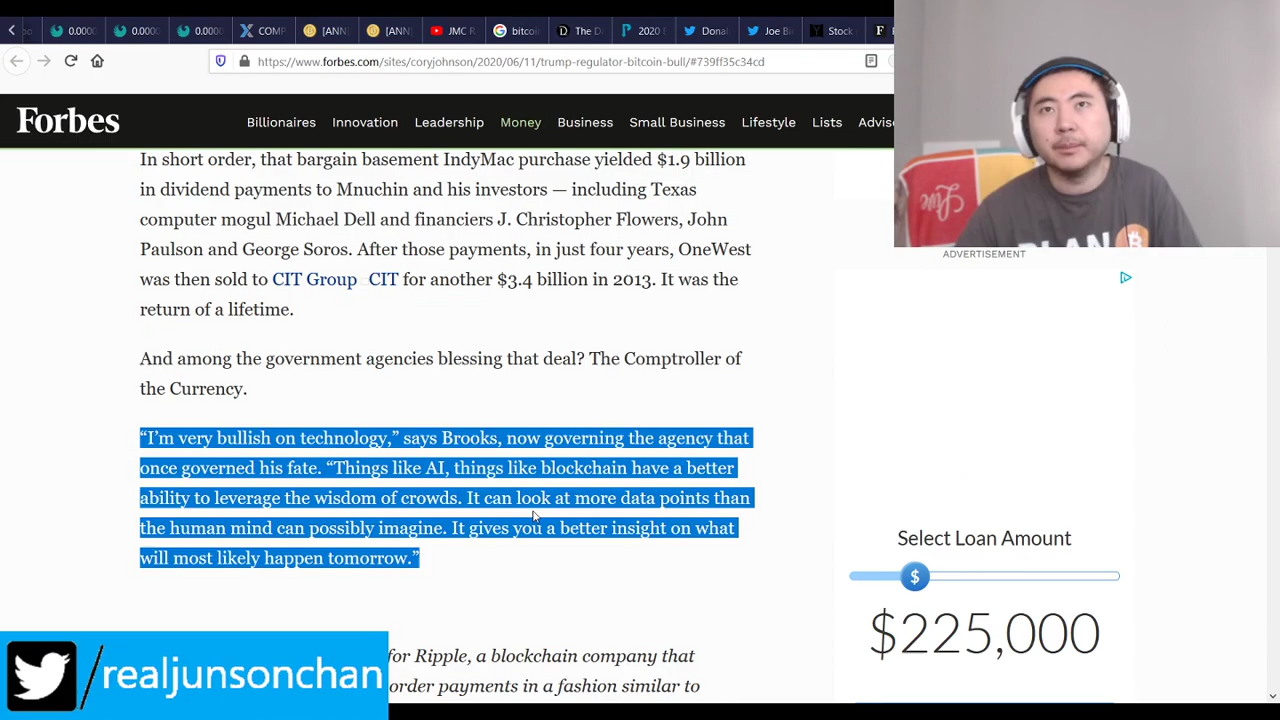 0.0000
0.0000
0.0000
COMP
[ANN]
[ANN]
JMC R
bitcoi
The D
2020 E
Donal
Joe Bi
Stock
https://www.forbes.com/sites/coryjohnson/2020/06/11/trump-regulator-bitcoin-bull/#739ff35c34cd
Forbes
Billionaires
Innovation
Leadership
Money
Business
Small Business
Lifestyle
Lists
Advis
In short order, that bargain basement IndyMac purchase yielded $1.9 billion
in dividend payments to Mnuchin and his investors — including Texas
computer mogul Michael Dell and financiers J. Christopher Flowers, John
Paulson and George Soros. After those payments, in just four years, OneWest
was then sold to CIT Group CIT for another $3.4 billion in 2013. It was the
return of a lifetime.
And among the government agencies blessing that deal? The Comptroller of
the Currency.
“I’m very bullish on technology,” says Brooks, now governing the agency that
once governed his fate. “Things like AI, things like blockchain have a better
ability to leverage the wisdom of crowds. It can look at more data points than
the human mind can possibly imagine. It gives you a better insight on what
will most likely happen tomorrow.”
for Ripple, a blockchain company that
order payments in a fashion similar to
Live
PLAN
ADVERTISEMENT
Select Loan Amount
$
$225,000
realjunsonchan